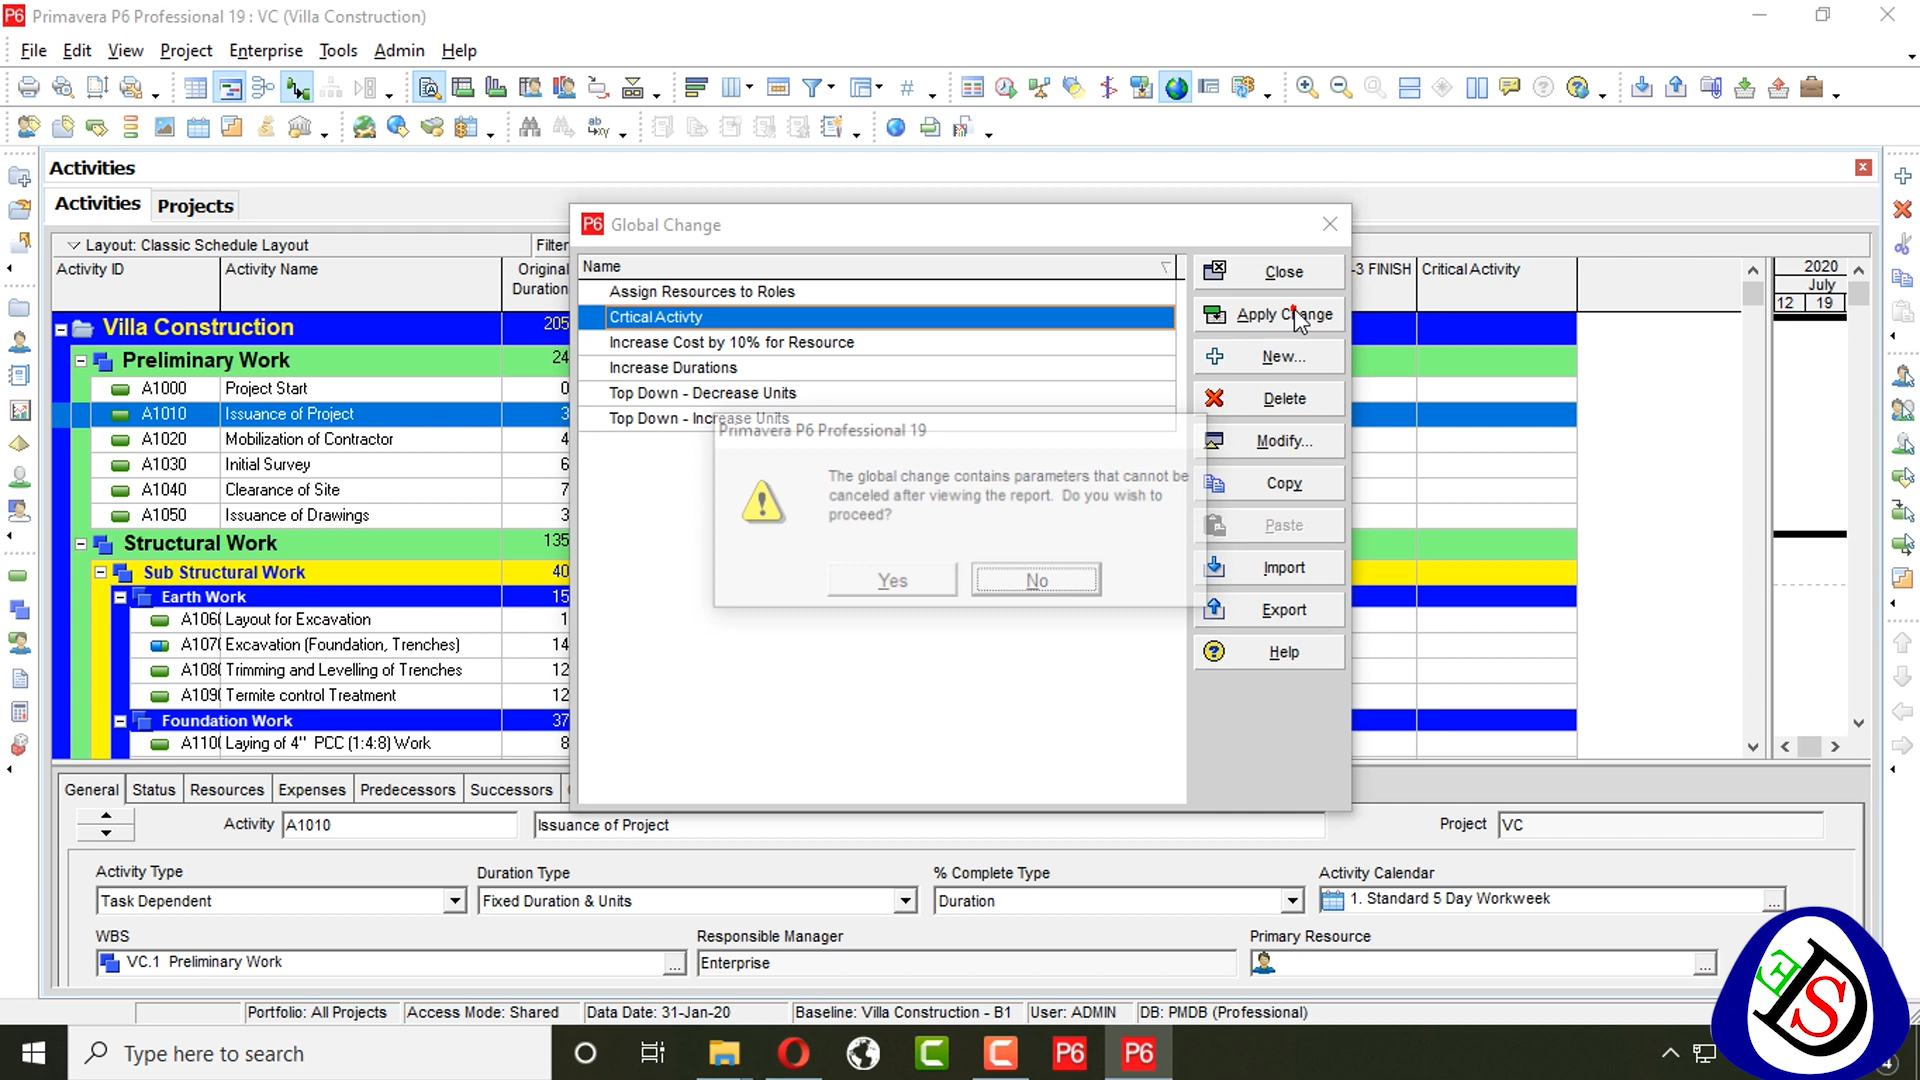 P6 Primavera P6 Professional 19 : VC (Villa Construction)
File Edit View Project Enterprise Tools Admin Help
Activities
Activities Projects
Layout: Classic Schedule Layout Filter
Activity ID Activity Name Original Duration -3 FINISH Critical Activity 2020
July
12 19
Villa Construction 205
Preliminary Work 24
A1000 Project Start 0
A1010 Issuance of Project 3
A1020 Mobilization of Contractor 4
A1030 Initial Survey 6
A1040 Clearance of Site 7
A1050 Issuance of Drawings 3
Structural Work 135
Sub Structural Work 40
Earth Work 15
A106 Layout for Excavation 1
A107 Excavation (Foundation, Trenches) 14
A108 Trimming and Levelling of Trenches 12
A109 Termite control Treatment 12
Foundation Work 37
A110 Laying of 4" PCC (1:4:8) Work 8
P6 Global Change
Name
Assign Resources to Roles
Crtical Activty
Increase Cost by 10% for Resource
Increase Durations
Top Down - Decrease Units
Top Down - Increase Units
Close
Apply Change
New...
Delete
Modify...
Copy
Paste
Import
Export
Help
Primavera P6 Professional 19
The global change contains parameters that cannot be
canceled after viewing the report. Do you wish to
proceed?
Yes No
General Status Resources Expenses Predecessors Successors
Activity A1010 Issuance of Project Project VC
Activity Type Duration Type % Complete Type Activity Calendar
Task Dependent Fixed Duration & Units Duration 1. Standard 5 Day Workweek
WBS Responsible Manager Primary Resource
VC.1 Preliminary Work Enterprise
Portfolio: All Projects Access Mode: Shared Data Date: 31-Jan-20 Baseline: Villa Construction - B1 User: ADMIN DB: PMDB (Professional)
Type here to search P6 P6
E D S